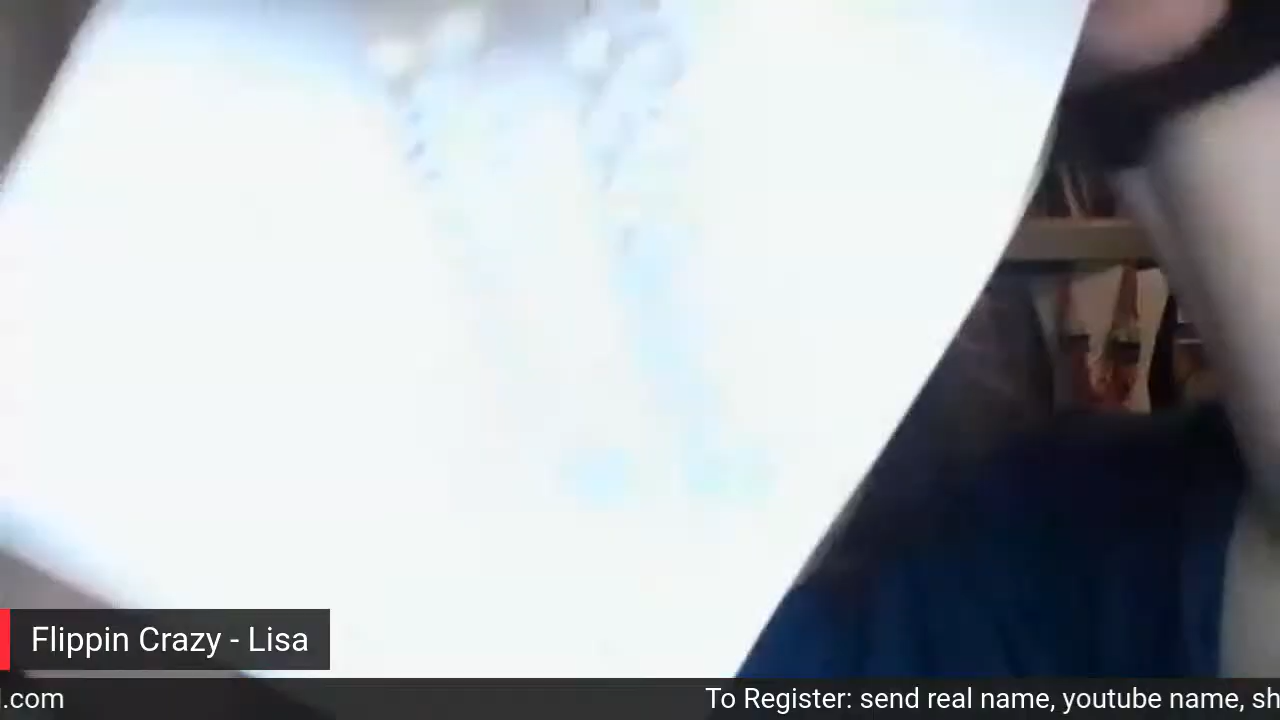 Flippin Crazy - Lisa
l.com
To Register: send real name, youtube name, sh